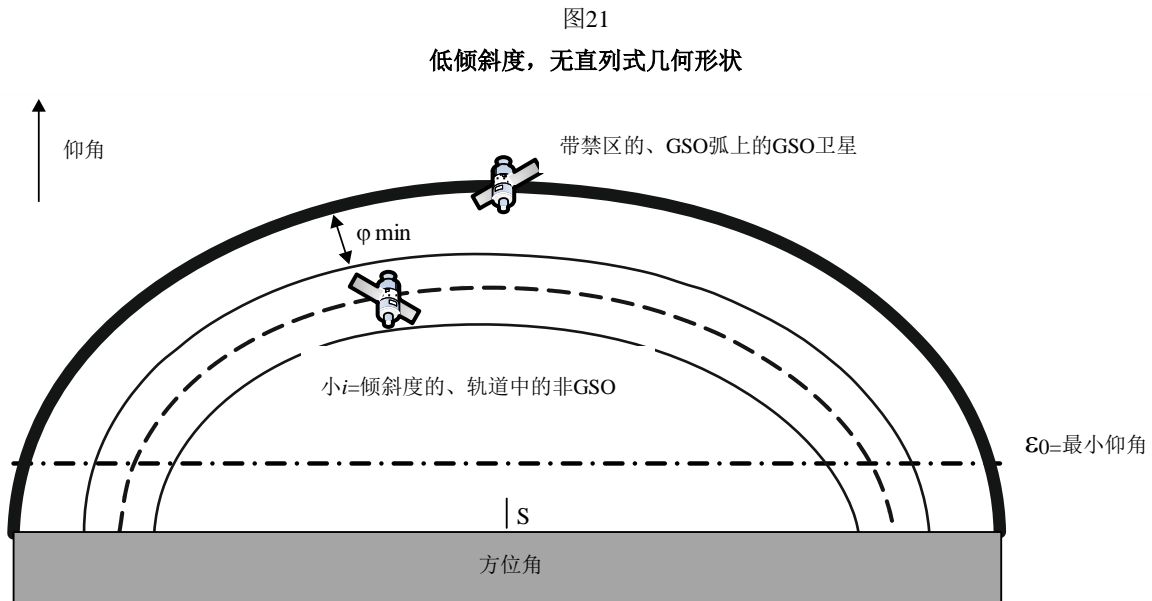 图21
低倾斜度，无直列式几何形状
仰角
带禁区的、GSO弧上的GSO卫星
φ min
小i=倾斜度的、轨道中的非GSO
ε0=最小仰角
S
方位角